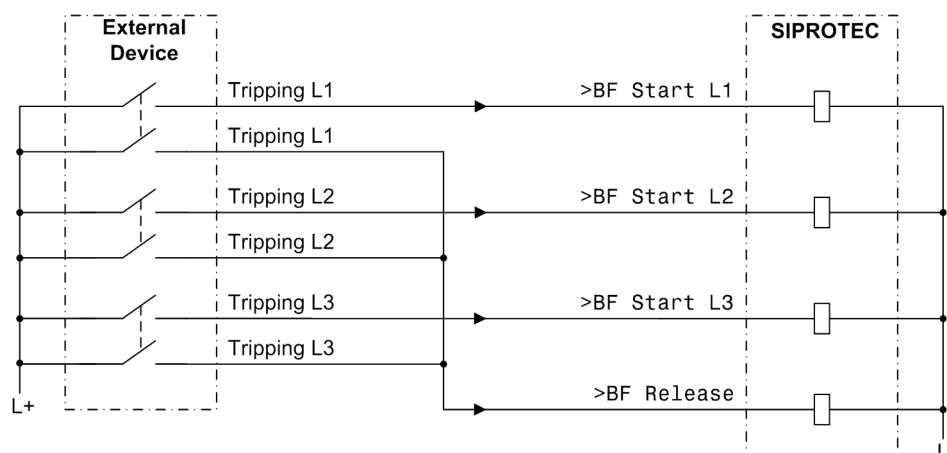 External
Device
SIPROTEC
Tripping L1
>BF Start L1
Tripping L1
Tripping L2
>BF Start L2
Tripping L2
Tripping L3
>BF Start L3
Tripping L3
>BF Release
L+
L